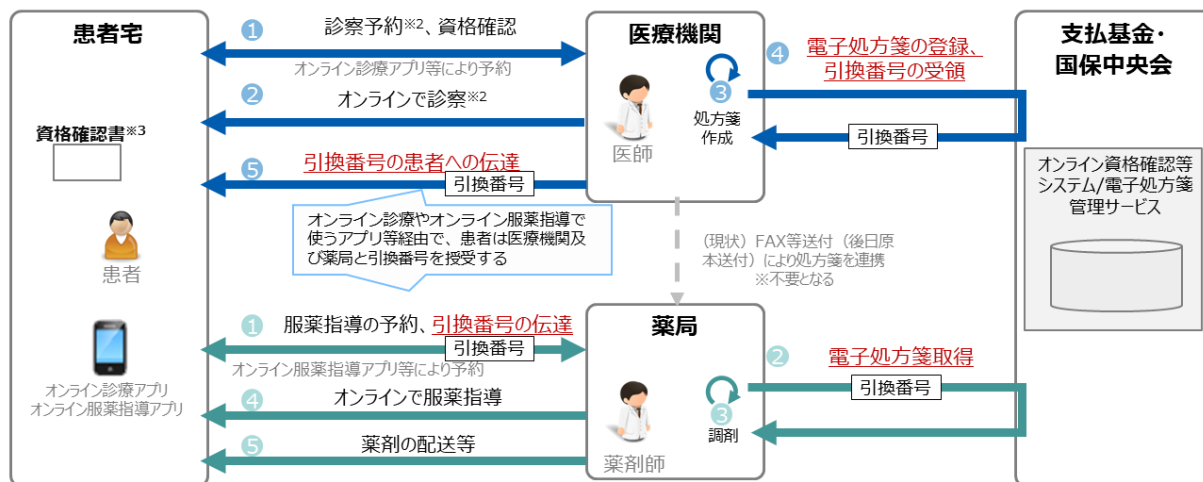 患者宅
資格確認書※3
患者
オンライン診療アプリ
オンライン服薬指導アプリ
1
診察予約※2、資格確認
オンライン診療アプリ等により予約
2
オンラインで診察※2
5
引換番号の患者への伝達
引換番号
オンライン診療やオンライン服薬指導で
使うアプリ等経由で、患者は医療機関及
び薬局と引換番号を授受する
医療機関
医師
3
処方箋
作成
4
電子処方箋の登録、
引換番号の受領
引換番号
支払基金・
国保中央会
オンライン資格確認等
システム/電子処方箋
管理サービス
(現状)FAX等送付(後日原
本送付)により処方箋を連携
※不要となる
1
服薬指導の予約、引換番号の伝達
引換番号
オンライン服薬指導アプリ等により予約
4
オンラインで服薬指導
5
薬剤の配送等
薬局
薬剤師
3
調剤
2
電子処方箋取得
引換番号